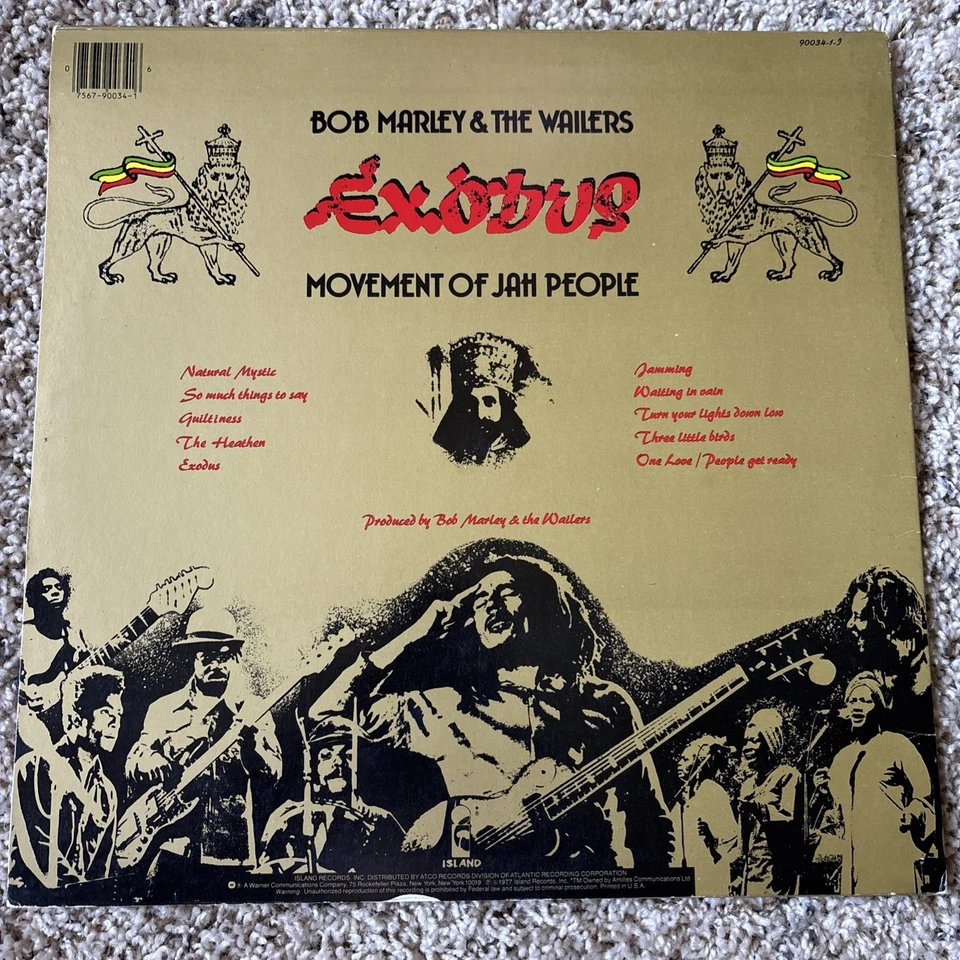 90034-1-J
0 6
7567-90034-1
BOB MARLEY & THE WAILERS
Exodus
MOVEMENT OF JAH PEOPLE
Natural Mystic
So much things to say
Guiltiness
The Heathen
Exodus
Jamming
Waiting in vain
Turn your lights down low
Three little birds
One Love / People get ready
Produced by Bob Marley & the Wailers
ISLAND
ISLAND RECORDS, INC. DISTRIBUTED BY ATCO RECORDS DIVISION OF ATLANTIC RECORDING CORPORATION
A Warner Communications Company, 75 Rockefeller Plaza, New York, New York 10019 ℗ © 1977 Island Records, Inc. *TM Owned by Antilles Communications Ltd
Warning: Unauthorized reproduction of this recording is prohibited by Federal law and subject to criminal prosecution. Printed in U.S.A.